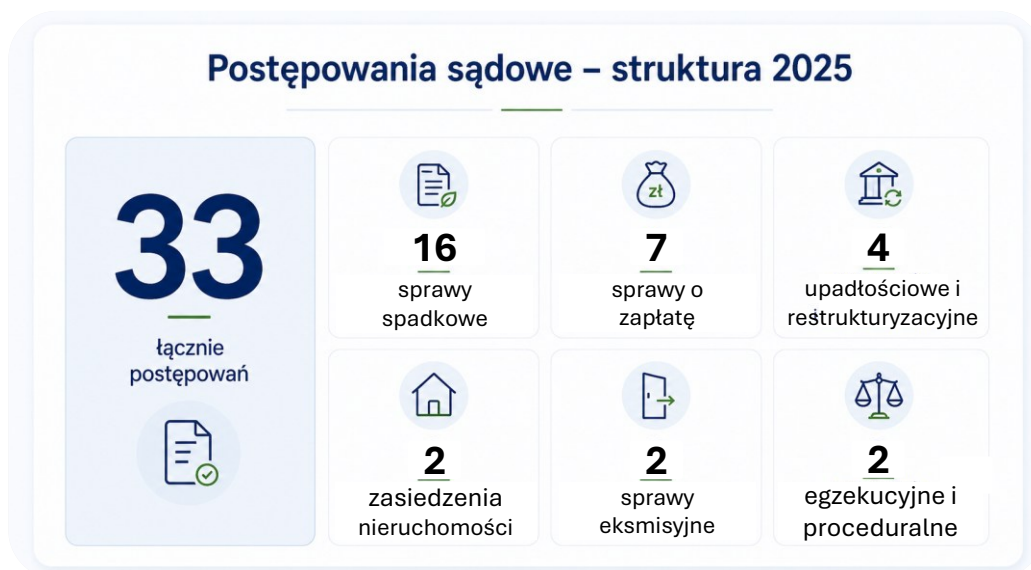 Postępowania sądowe – struktura 2025
33
łącznie
postępowań
16
sprawy
spadkowe
zł
7
sprawy o
zapłatę
4
upadłościowe i
restrukturyzacyjne
2
zasiedzenia
nieruchomości
2
sprawy
eksmisyjne
2
egzekucyjne i
proceduralne